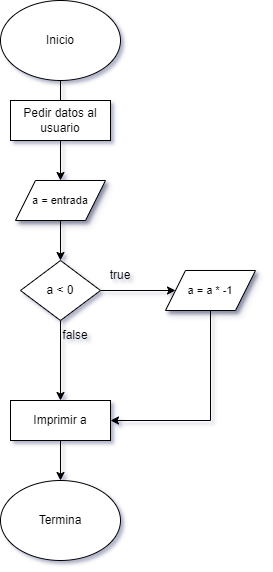 Inicio
Pedir datos al
usuario
a = entrada
a < 0
true
a = a * -1
false
Imprimir a
Termina